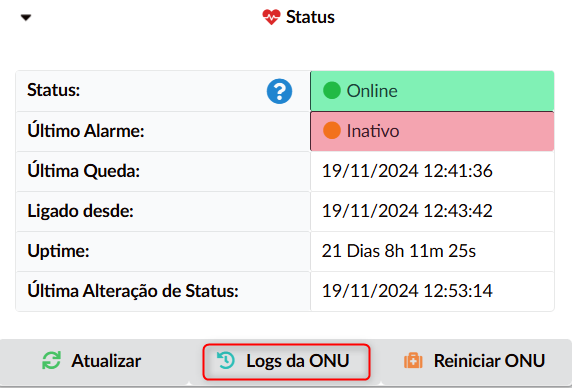 Status
Status: ? Online
Último Alarme: Inativo
Última Queda: 19/11/2024 12:41:36
Ligado desde: 19/11/2024 12:43:42
Uptime: 21 Dias 8h 11m 25s
Última Alteração de Status: 19/11/2024 12:53:14
Atualizar Logs da ONU Reiniciar ONU